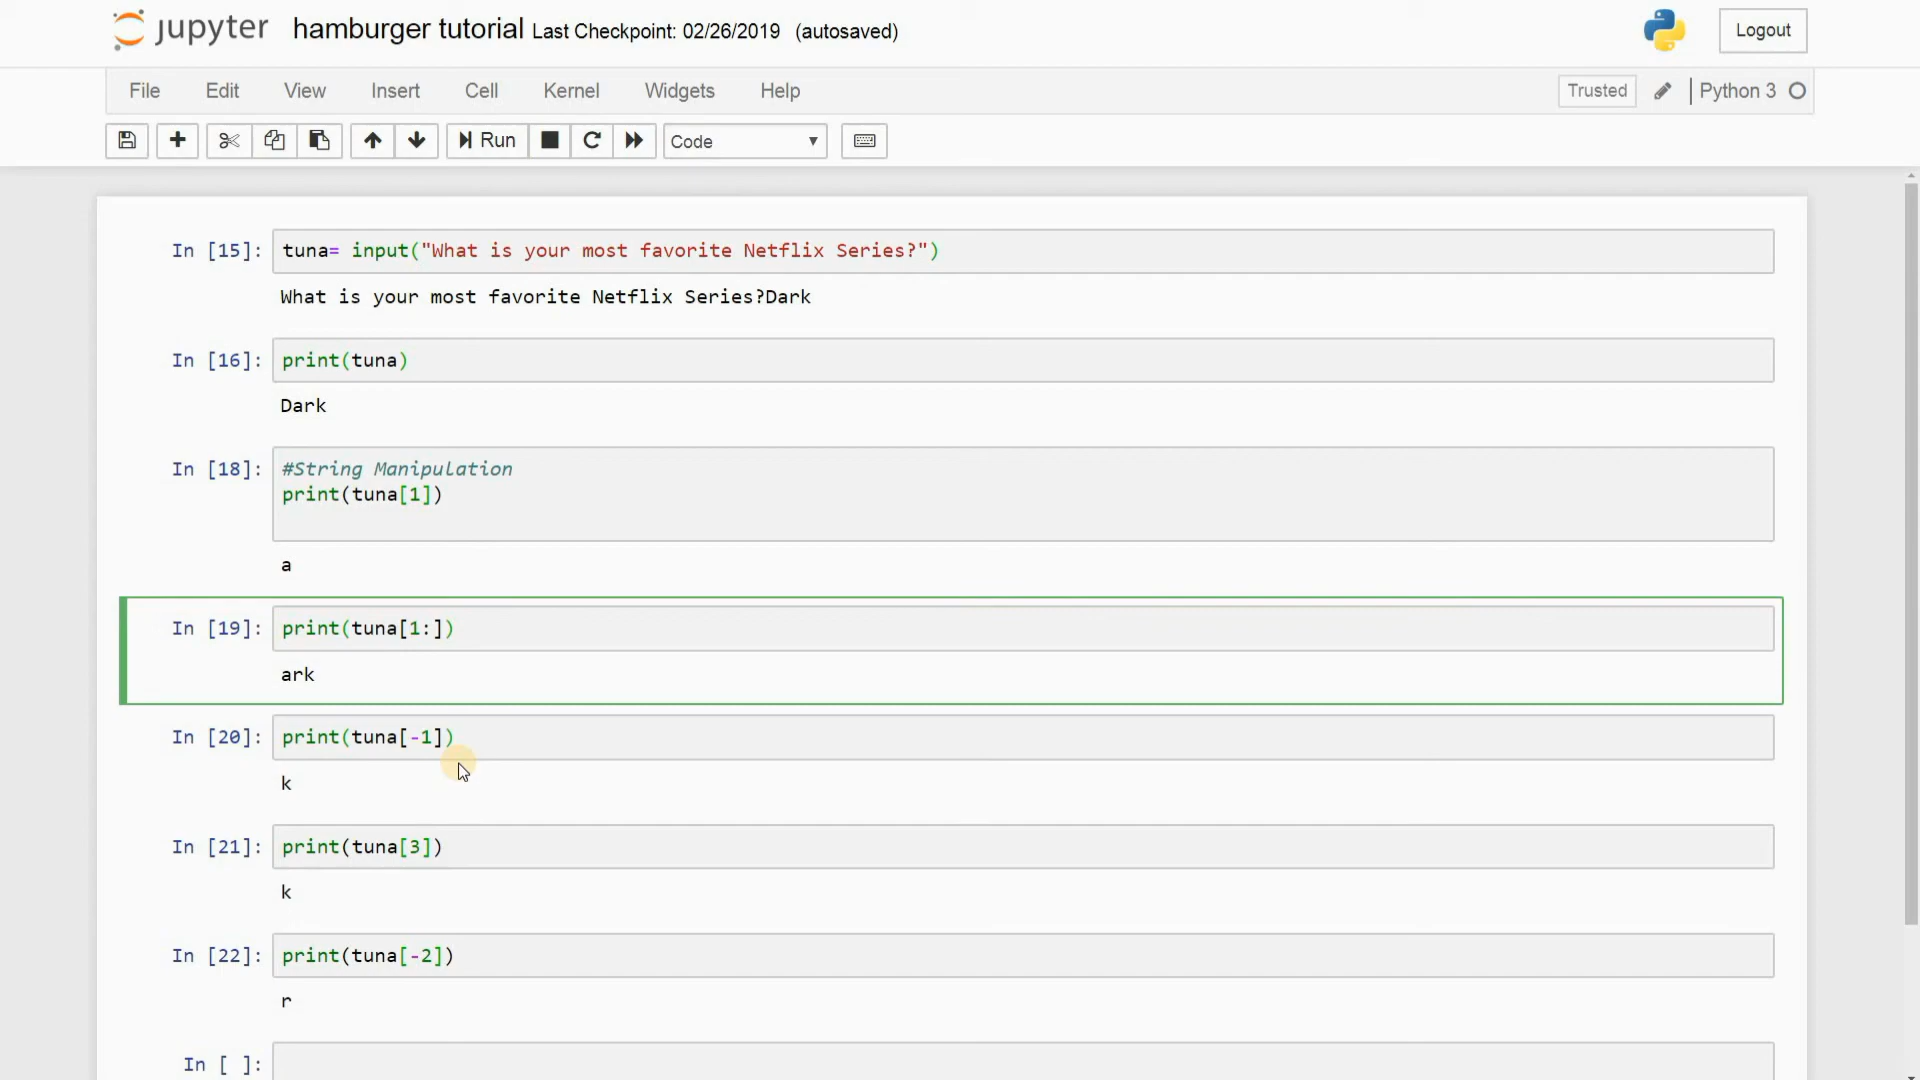 jupyter hamburger tutorial Last Checkpoint: 02/26/2019 (autosaved) Logout
File Edit View Insert Cell Kernel Widgets Help Trusted Python 3
Run Code
In [15]: tuna= input("What is your most favorite Netflix Series?")
What is your most favorite Netflix Series?Dark
In [16]: print(tuna)
Dark
In [18]: #String Manipulation
print(tuna[1])
a
In [19]: print(tuna[1:])
ark
In [20]: print(tuna[-1])
k
In [21]: print(tuna[3])
k
In [22]: print(tuna[-2])
r
In [ ]: